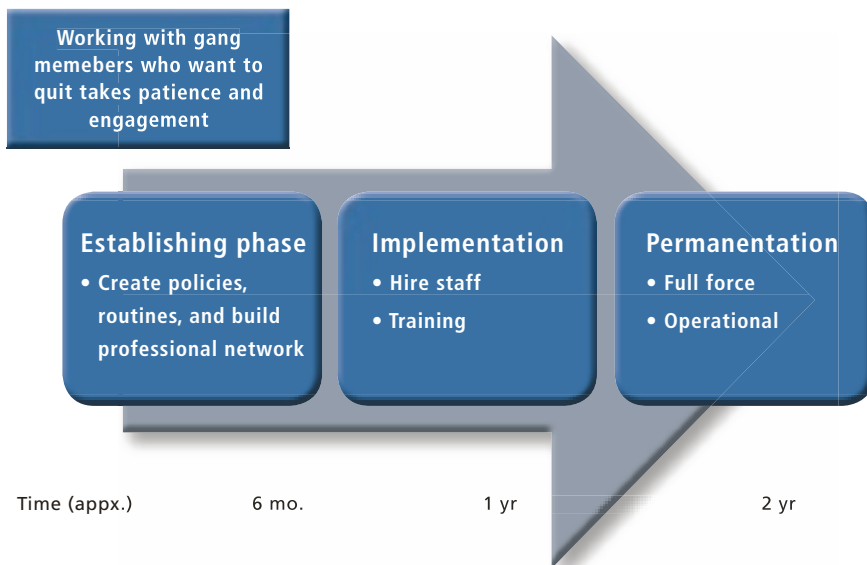 Working with gang
memebers who want to
quit takes patience and
engagement
Establishing phase
• Create policies,
routines, and build
professional network
Implementation
• Hire staff
• Training
Permanentation
• Full force
• Operational
Time (appx.) 6 mo. 1 yr 2 yr